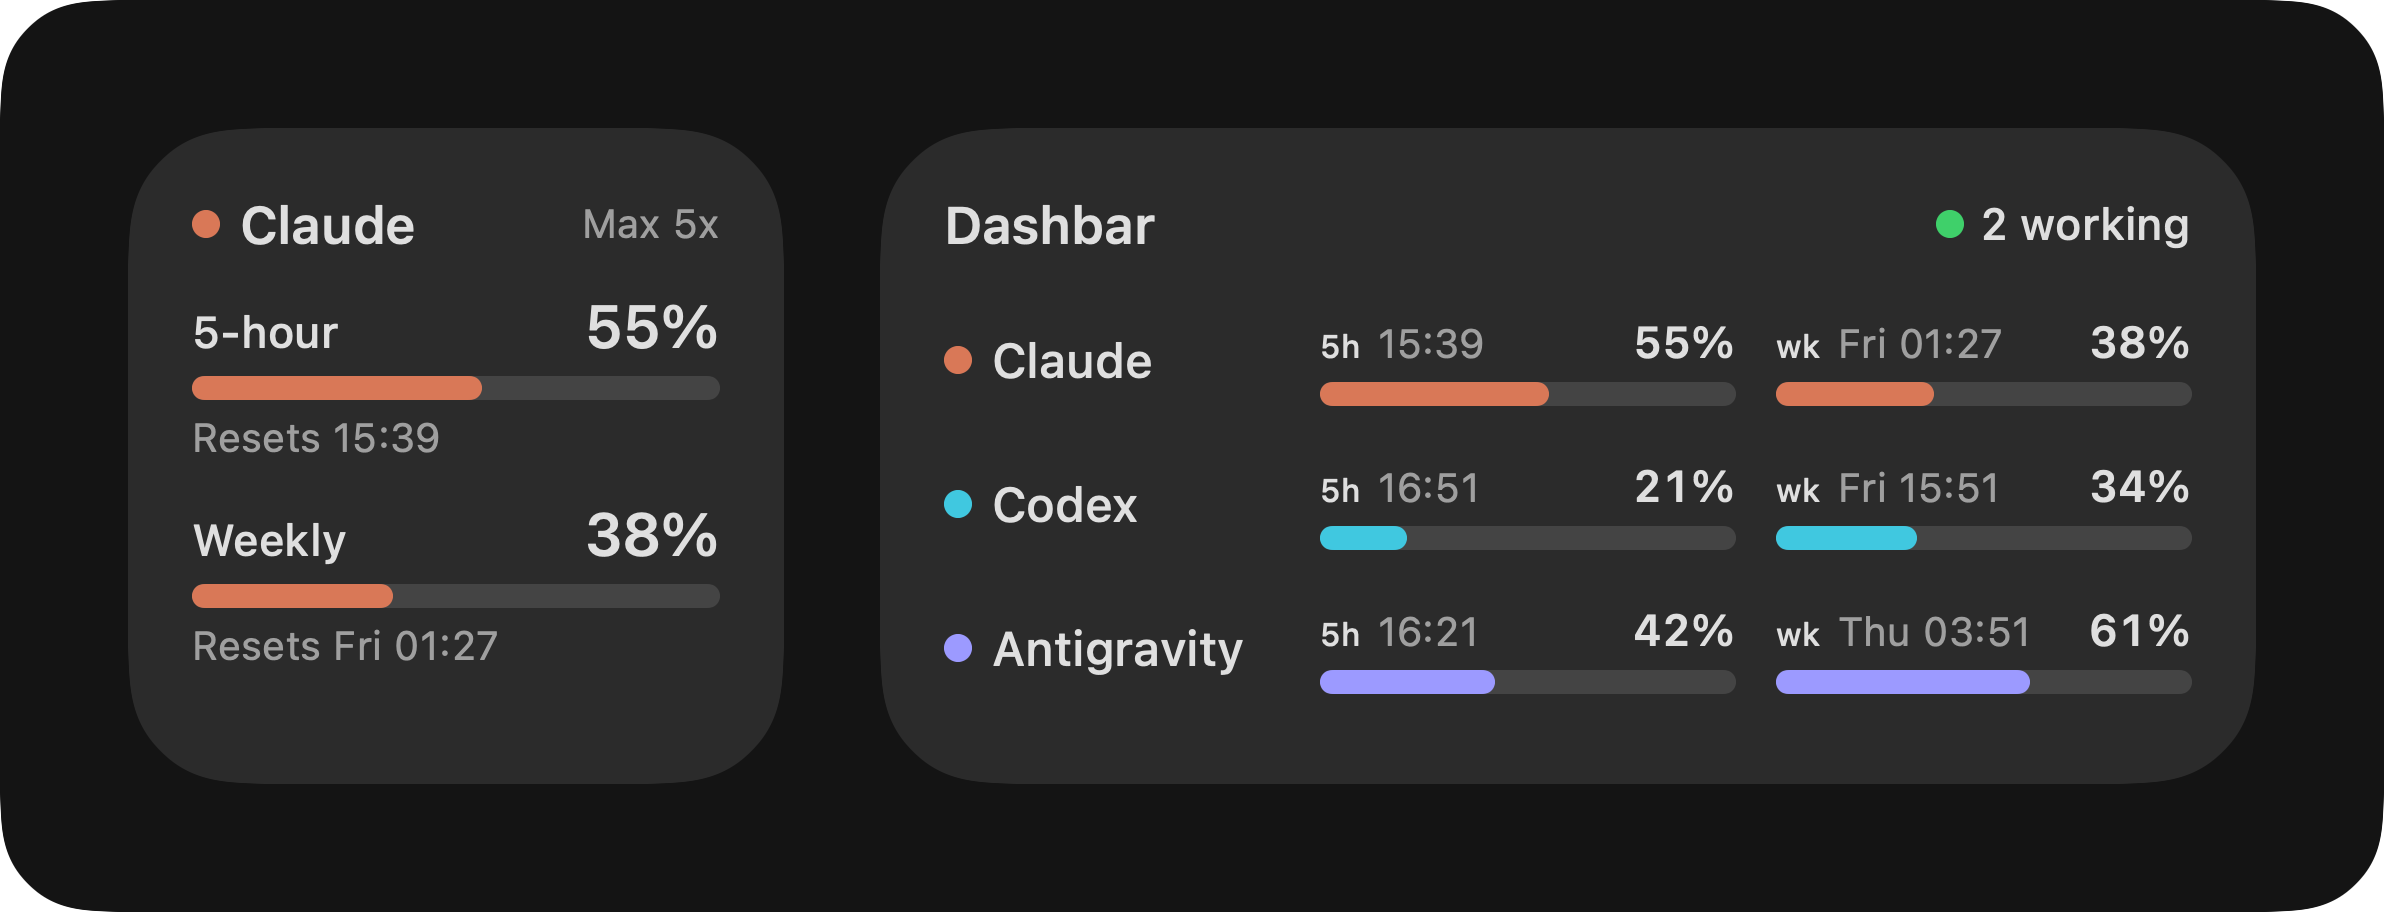 Claude Max 5x
5-hour 55%
Resets 15:39
Weekly 38%
Resets Fri 01:27
Dashbar 2 working
Claude 5h 15:39 55% wk Fri 01:27 38%
Codex 5h 16:51 21% wk Fri 15:51 34%
Antigravity 5h 16:21 42% wk Thu 03:51 61%